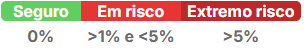 Seguro Em risco Extremo risco
0% >1% e <5% >5%